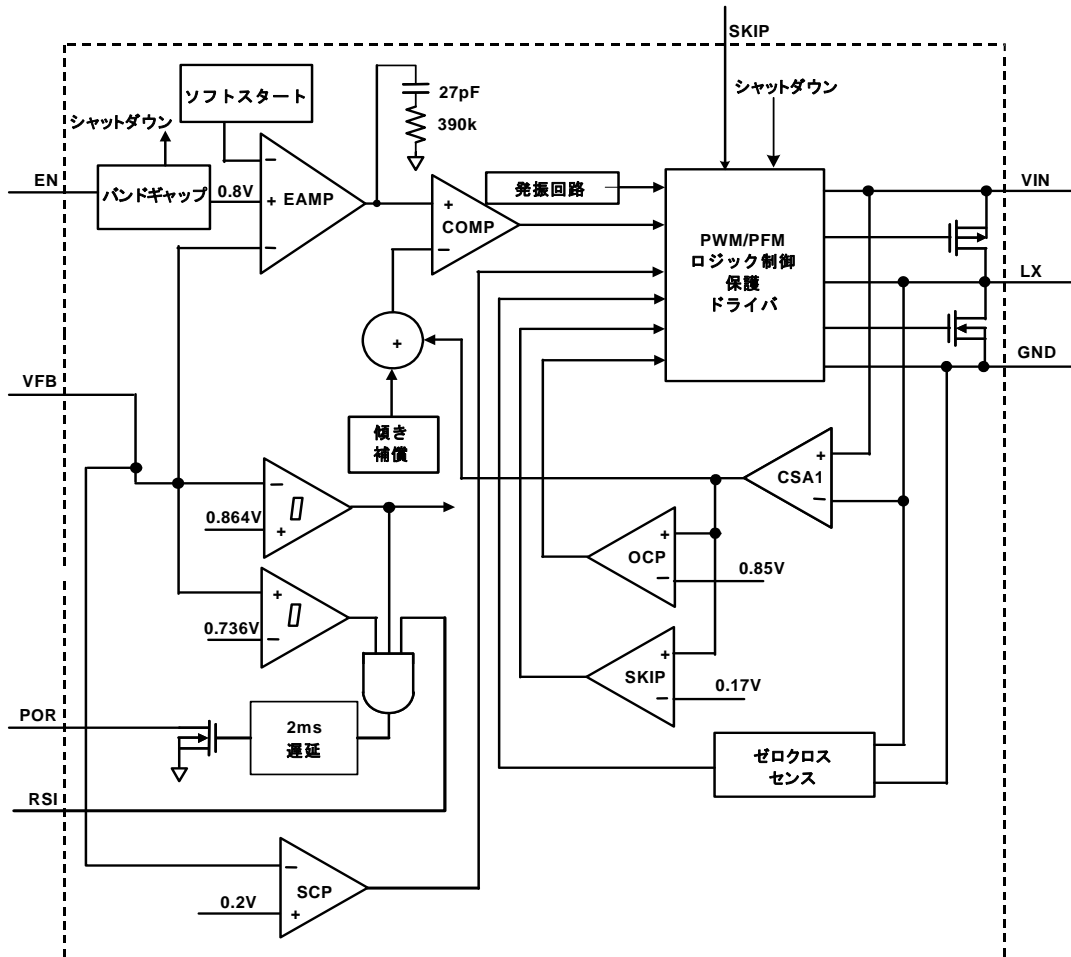 SKIP
ソフトスタート
27pF
390k
シャットダウン
シャットダウン
EN
バンドギャップ
0.8V
EAMP
発振回路
COMP
PWM/PFM
ロジック制御
保護
ドライバ
VIN
LX
GND
+
VFB
傾き
補償
CSA1
0.864V
OCP
0.85V
0.736V
SKIP
0.17V
POR
2ms
遅延
ゼロクロス
センス
RSI
SCP
0.2V